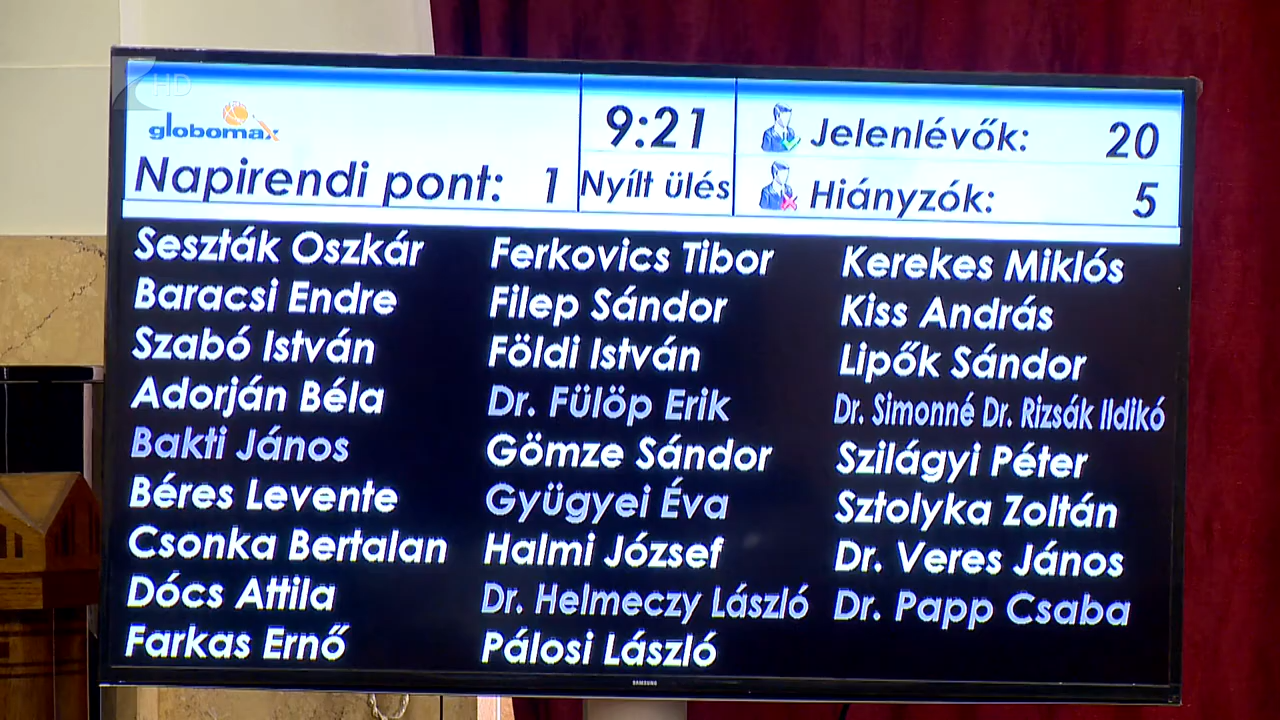 HD
globomax
Napirendi pont: 1
9:21
Nyílt ülés
Jelenlévők: 20
Hiányzók: 5
Seszták Oszkár
Baracsi Endre
Szabó István
Adorján Béla
Bakti János
Béres Levente
Csonka Bertalan
Dócs Attila
Farkas Ernő
Ferkovics Tibor
Filep Sándor
Földi István
Dr. Fülöp Erik
Gömze Sándor
Gyügyei Éva
Halmi József
Dr. Helmeczy László
Pálosi László
Kerekes Miklós
Kiss András
Lipők Sándor
Dr. Simonné Dr. Rizsák Ildikó
Szilágyi Péter
Sztolyka Zoltán
Dr. Veres János
Dr. Papp Csaba
SAMSUNG